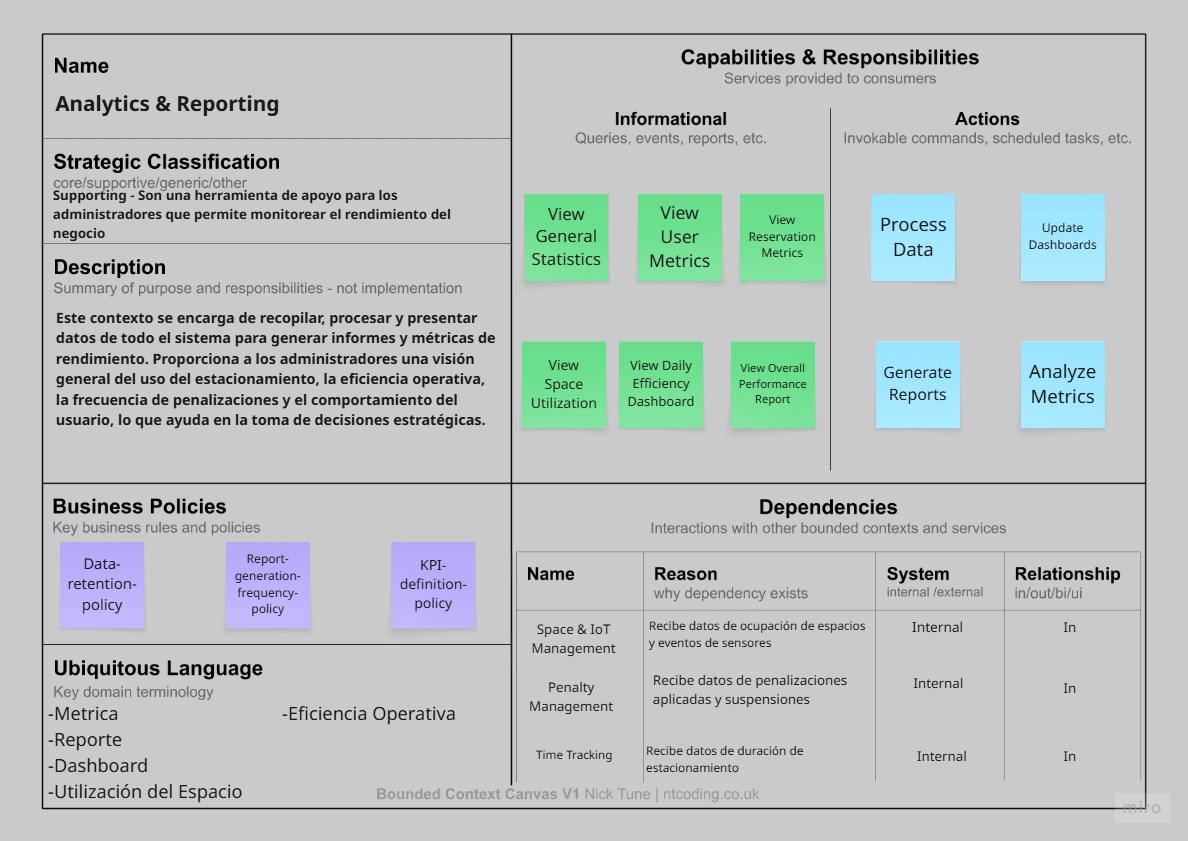 Name
Analytics & Reporting
Strategic Classification
core/supportive/generic/other
Supporting - Son una herramienta de apoyo para los
administradores que permite monitorear el rendimiento del
negocio
Description
Summary of purpose and responsibilities - not implementation
Este contexto se encarga de recopilar, procesar y presentar
datos de todo el sistema para generar informes y métricas de
rendimiento. Proporciona a los administradores una visión
general del uso del estacionamiento, la eficiencia operativa,
la frecuencia de penalizaciones y el comportamiento del
usuario, lo que ayuda en la toma de decisiones estratégicas.
Capabilities & Responsibilities
Services provided to consumers
Informational
Queries, events, reports, etc.
View
General
Statistics
View
User
Metrics
View
Reservation
Metrics
View
Space
Utilization
View Daily
Efficiency
Dashboard
View Overall
Performance
Report
Actions
Invokable commands, scheduled tasks, etc.
Process
Data
Update
Dashboards
Generate
Reports
Analyze
Metrics
Business Policies
Key business rules and policies
Data-
retention-
policy
Report-
generation-
frequency-
policy
KPI-
definition-
policy
Ubiquitous Language
Key domain terminology
-Metrica
-Reporte
-Dashboard
-Utilización del Espacio
-Eficiencia Operativa
Dependencies
Interactions with other bounded contexts and services
Name
Reason
why dependency exists
System
internal /external
Relationship
in/out/bi/ui
Space & IoT
Management
Recibe datos de ocupación de espacios
y eventos de sensores
Internal
In
Penalty
Management
Recibe datos de penalizaciones
aplicadas y suspensiones
Internal
In
Time Tracking
Recibe datos de duración de
estacionamiento
Internal
In
Bounded Context Canvas V1 Nick Tune | ntcoding.co.uk
miro